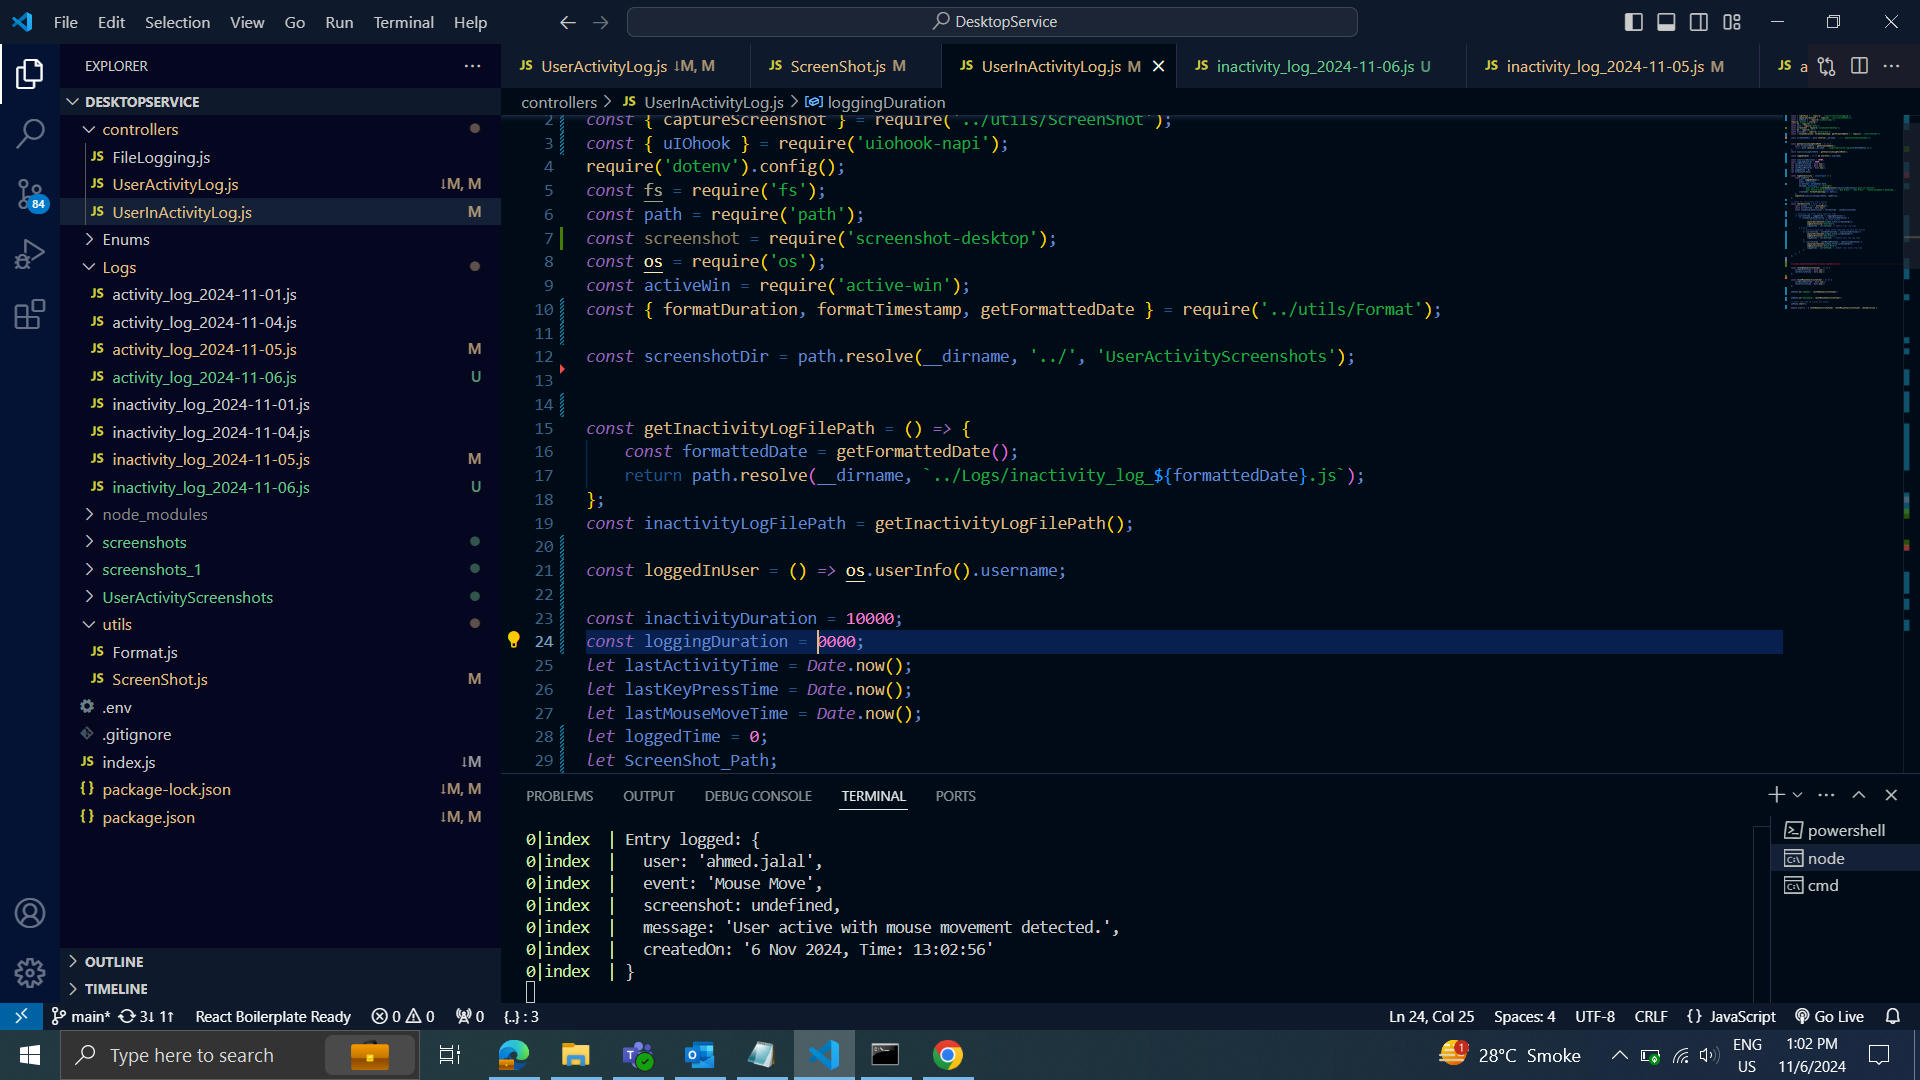 File Edit Selection View Go Run Terminal Help
DesktopService
EXPLORER
DESKTOPSERVICE
controllers
JS FileLogging.js
JS UserActivityLog.js ↓M, M
JS UserInActivityLog.js M
Enums
Logs
JS activity_log_2024-11-01.js
JS activity_log_2024-11-04.js
JS activity_log_2024-11-05.js M
JS activity_log_2024-11-06.js U
JS inactivity_log_2024-11-01.js
JS inactivity_log_2024-11-04.js
JS inactivity_log_2024-11-05.js M
JS inactivity_log_2024-11-06.js U
node_modules
screenshots
screenshots_1
UserActivityScreenshots
utils
JS Format.js
JS ScreenShot.js M
.env
.gitignore
JS index.js ↓M
{} package-lock.json ↓M, M
{} package.json ↓M, M
OUTLINE
TIMELINE
84
JS UserActivityLog.js ↓M, M
JS ScreenShot.js M
JS UserInActivityLog.js M
JS inactivity_log_2024-11-06.js U
JS inactivity_log_2024-11-05.js M
JS a
controllers > JS UserInActivityLog.js > loggingDuration
2 const { captureScreenshot } = require('../utils/ScreenShot');
3 const { uIOhook } = require('uiohook-napi');
4 require('dotenv').config();
5 const fs = require('fs');
6 const path = require('path');
7 const screenshot = require('screenshot-desktop');
8 const os = require('os');
9 const activeWin = require('active-win');
10 const { formatDuration, formatTimestamp, getFormattedDate } = require('../utils/Format');
11
12 const screenshotDir = path.resolve(__dirname, '../', 'UserActivityScreenshots');
13
14
15 const getInactivityLogFilePath = () => {
16 const formattedDate = getFormattedDate();
17 return path.resolve(__dirname, `../Logs/inactivity_log_${formattedDate}.js`);
18 };
19 const inactivityLogFilePath = getInactivityLogFilePath();
20
21 const loggedInUser = () => os.userInfo().username;
22
23 const inactivityDuration = 10000;
24 const loggingDuration = 0000;
25 let lastActivityTime = Date.now();
26 let lastKeyPressTime = Date.now();
27 let lastMouseMoveTime = Date.now();
28 let loggedTime = 0;
29 let ScreenShot_Path;
PROBLEMS OUTPUT DEBUG CONSOLE TERMINAL PORTS
0|index | Entry logged: {
0|index | user: 'ahmed.jalal',
0|index | event: 'Mouse Move',
0|index | screenshot: undefined,
0|index | message: 'User active with mouse movement detected.',
0|index | createdOn: '6 Nov 2024, Time: 13:02:56'
0|index | }
powershell
node
cmd
main* 3↓ 1↑ React Boilerplate Ready 0 0 0 {..} : 3
Ln 24, Col 25 Spaces: 4 UTF-8 CRLF {} JavaScript Go Live
Type here to search
1
28°C Smoke
ENG
US
1:02 PM
11/6/2024